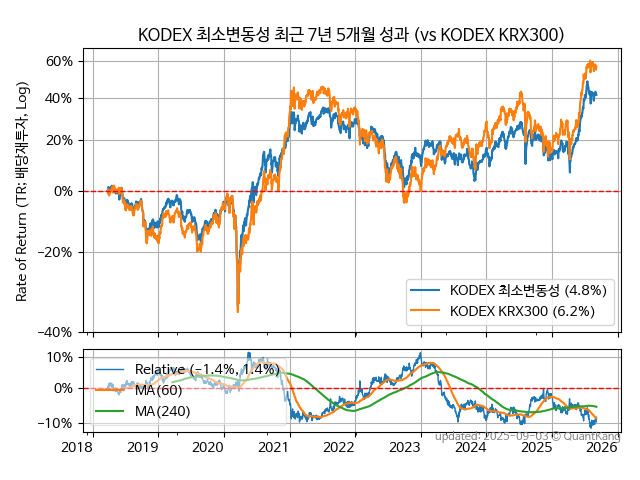 KODEX 최소변동성 최근 7년 5개월 성과 (vs KODEX KRX300)
Rate of Return (TR: 배당재투자, Log)
60%
40%
20%
0%
−20%
−40%
KODEX 최소변동성 (4.8%)
KODEX KRX300 (6.2%)
10%
0%
−10%
Relative (−1.4%, 1.4%)
MA(60)
MA(240)
2018 2019 2020 2021 2022 2023 2024 2025 2026
updated: 2025-09-03 © QuantKang